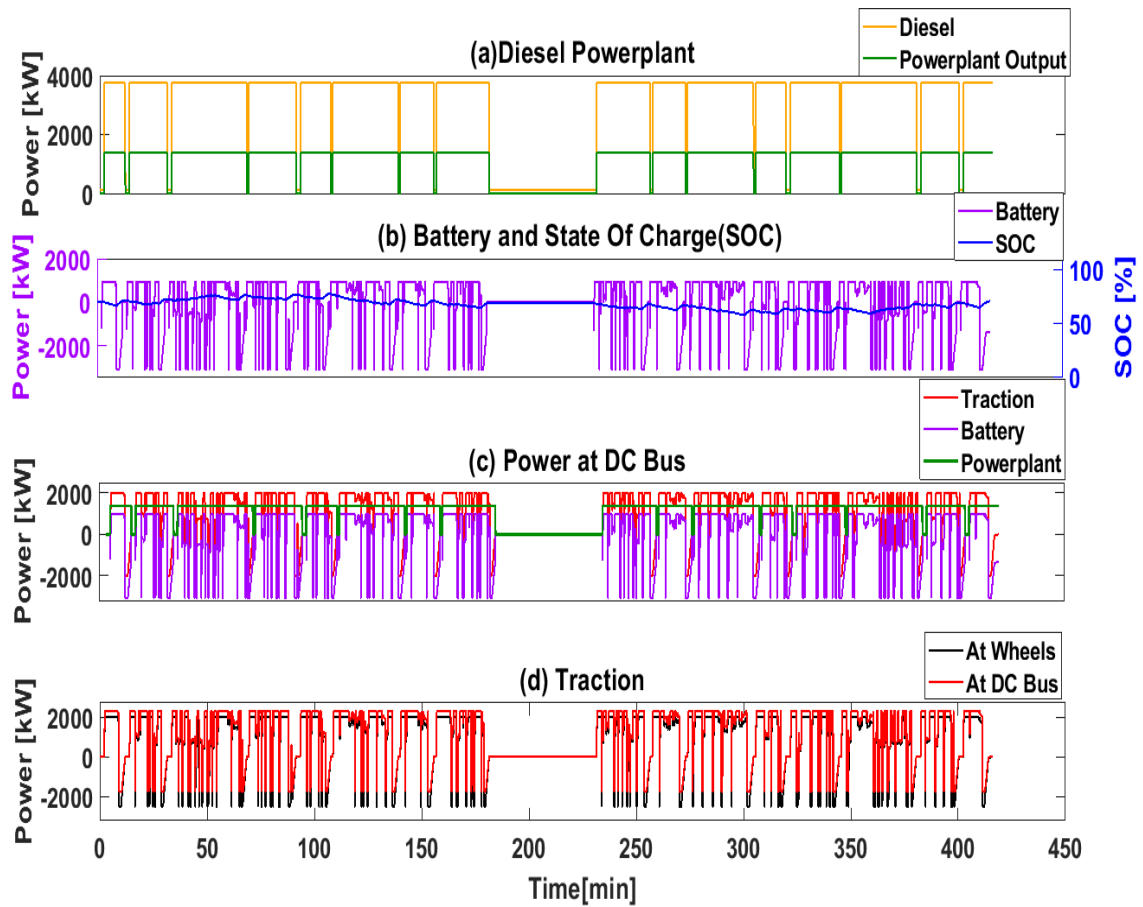 Diesel
Powerplant Output
(a)Diesel Powerplant
Power [kW]
4000
2000
0
Battery
SOC
(b) Battery and State Of Charge(SOC)
Power [kW]
2000
0
-2000
100
50
0
SOC [%]
Traction
Battery
Powerplant
(c) Power at DC Bus
Power [kW]
2000
0
-2000
At Wheels
At DC Bus
(d) Traction
Power [kW]
2000
0
-2000
0 50 100 150 200 250 300 350 400 450
Time[min]